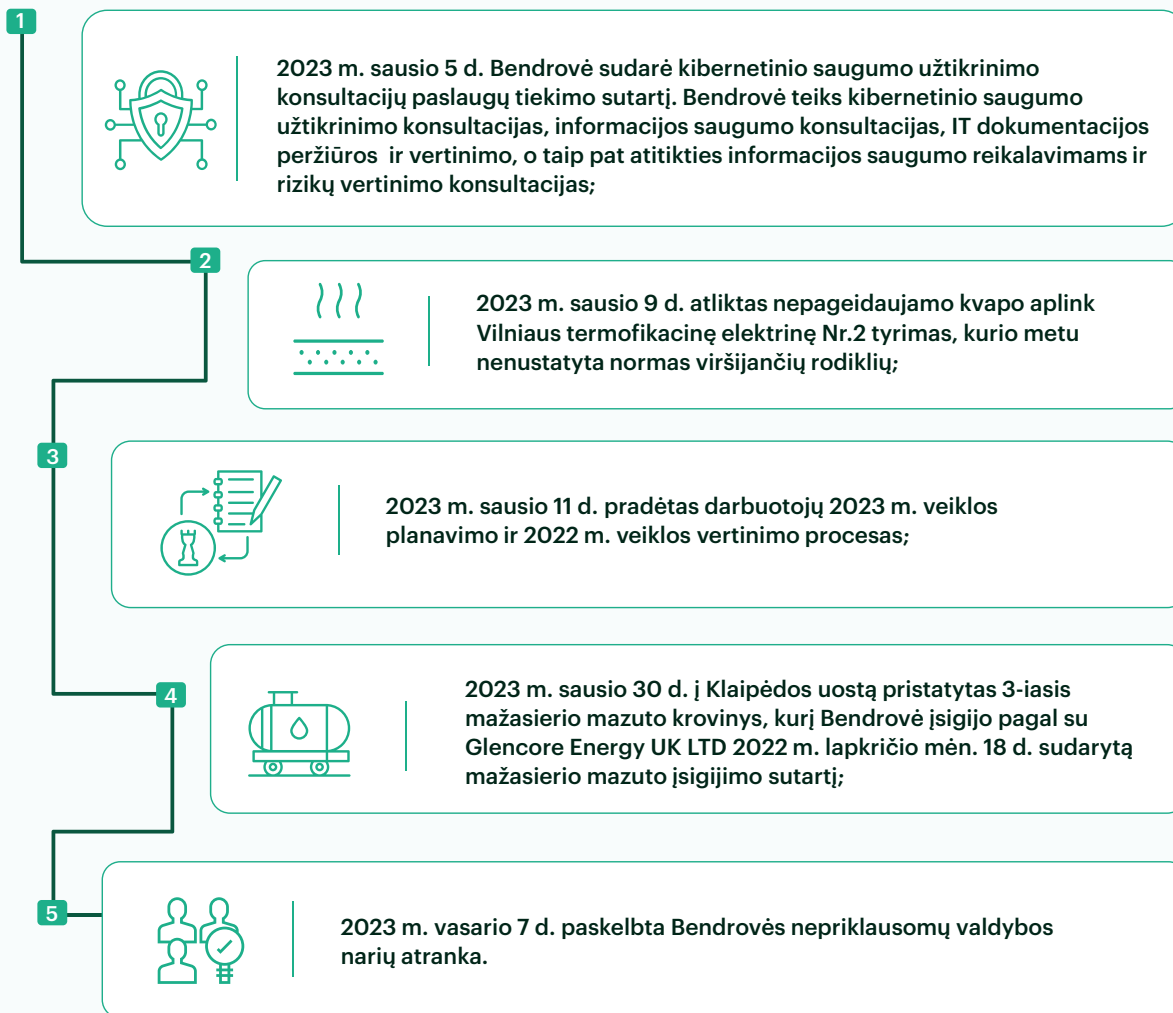 1
2023 m. sausio 5 d. Bendrovė sudarė kibernetinio saugumo užtikrinimo
konsultacijų paslaugų tiekimo sutartį. Bendrovė teiks kibernetinio saugumo
užtikrinimo konsultacijas, informacijos saugumo konsultacijas, IT dokumentacijos
peržiūros ir vertinimo, o taip pat atitikties informacijos saugumo reikalavimams ir
rizikų vertinimo konsultacijas;
2
2023 m. sausio 9 d. atliktas nepageidaujamo kvapo aplink
Vilniaus termofikacinę elektrinę Nr.2 tyrimas, kurio metu
nenustatyta normas viršijančių rodiklių;
3
2023 m. sausio 11 d. pradėtas darbuotojų 2023 m. veiklos
planavimo ir 2022 m. veiklos vertinimo procesas;
4
2023 m. sausio 30 d. į Klaipėdos uostą pristatytas 3-iasis
mažasierio mazuto krovinys, kurį Bendrovė įsigijo pagal su
Glencore Energy UK LTD 2022 m. lapkričio mėn. 18 d. sudarytą
mažasierio mazuto įsigijimo sutartį;
5
2023 m. vasario 7 d. paskelbta Bendrovės nepriklausomų valdybos
narių atranka.